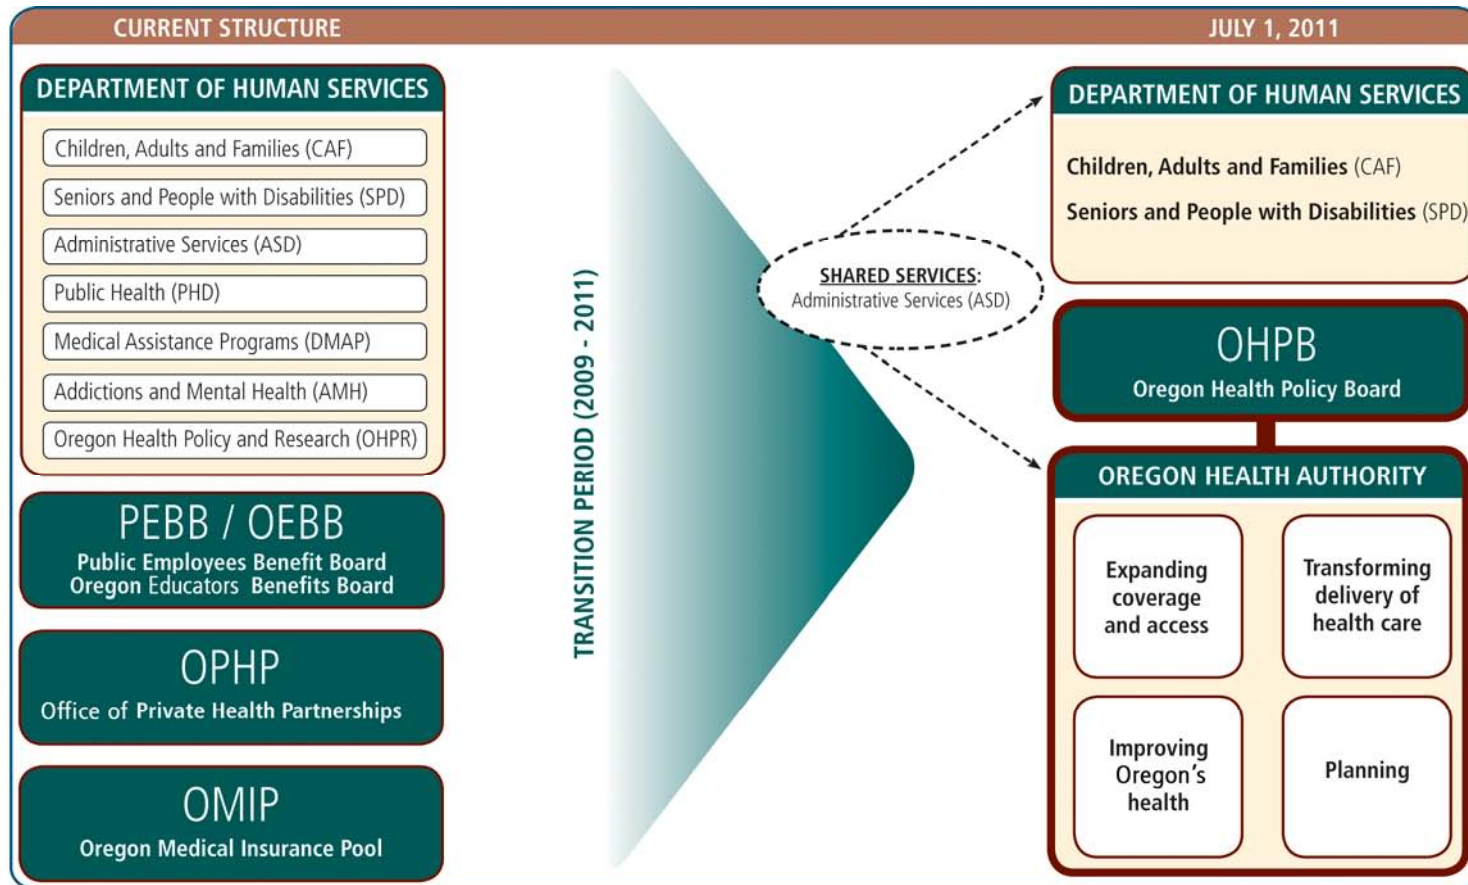 CURRENT STRUCTURE
JULY 1, 2011
DEPARTMENT OF HUMAN SERVICES
Children, Adults and Families (CAF)
Seniors and People with Disabilities (SPD)
Administrative Services (ASD)
Public Health (PHD)
Medical Assistance Programs (DMAP)
Addictions and Mental Health (AMH)
Oregon Health Policy and Research (OHPR)
PEBB / OEBB
Public Employees Benefit Board
Oregon Educators Benefits Board
OPHP
Office of Private Health Partnerships
OMIP
Oregon Medical Insurance Pool
TRANSITION PERIOD (2009 - 2011)
SHARED SERVICES:
Administrative Services (ASD)
DEPARTMENT OF HUMAN SERVICES
Children, Adults and Families (CAF)
Seniors and People with Disabilities (SPD)
OHPB
Oregon Health Policy Board
OREGON HEALTH AUTHORITY
Expanding
coverage
and access
Transforming
delivery of
health care
Improving
Oregon's
health
Planning